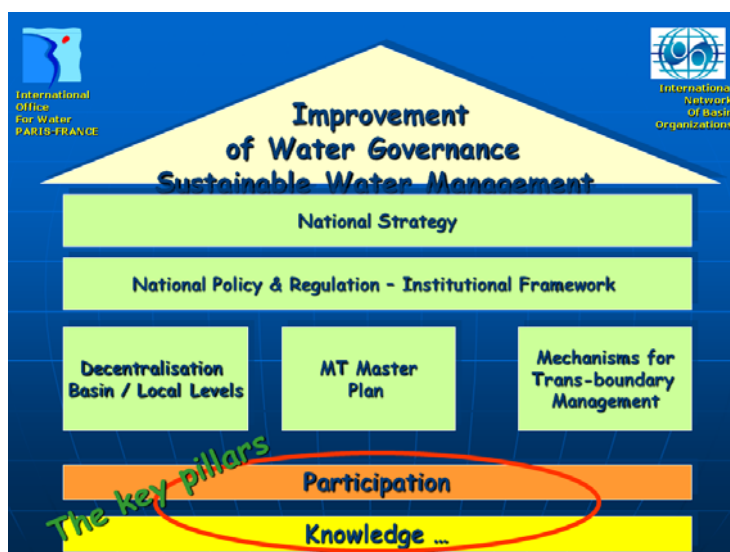 International
Office
For Water
PARIS-FRANCE
International
Network
Of Basin
Organizations
Improvement
of Water Governance
Sustainable Water Management
National Strategy
National Policy & Regulation – Institutional Framework
Decentralisation
Basin / Local Levels
MT Master
Plan
Mechanisms for
Trans-boundary
Management
The key pillars
Participation
Knowledge ...